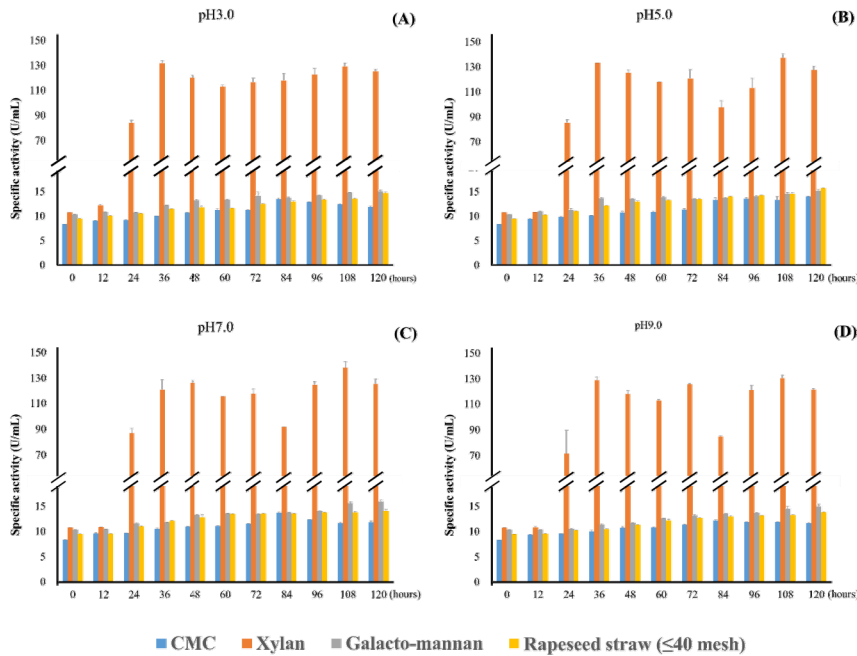 pH3.0
(A)
Specific activity (U/mL)
150
130
110
90
70
15
10
5
0
0 12 24 36 48 60 72 84 96 108 120 (hours)
pH5.0
(B)
Specific activity (U/mL)
150
130
110
90
70
15
10
5
0
0 12 24 36 48 60 72 84 96 108 120 (hours)
pH7.0
(C)
Specific activity (U/mL)
150
130
110
90
70
15
10
5
0
0 12 24 36 48 60 72 84 96 108 120 (hours)
pH9.0
(D)
Specific activity (U/mL)
150
130
110
90
70
15
10
5
0
0 12 24 36 48 60 72 84 96 108 120 (hours)
CMC Xylan Galacto-mannan Rapeseed straw (≤40 mesh)